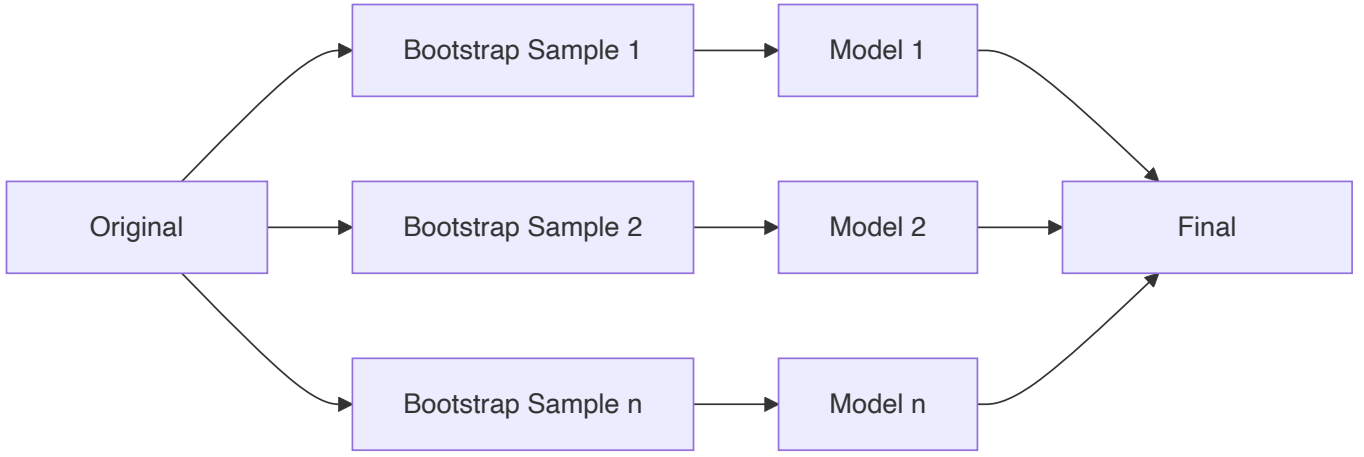 Bootstrap Sample 1
Model 1
Original
Bootstrap Sample 2
Model 2
Final
Bootstrap Sample n
Model n